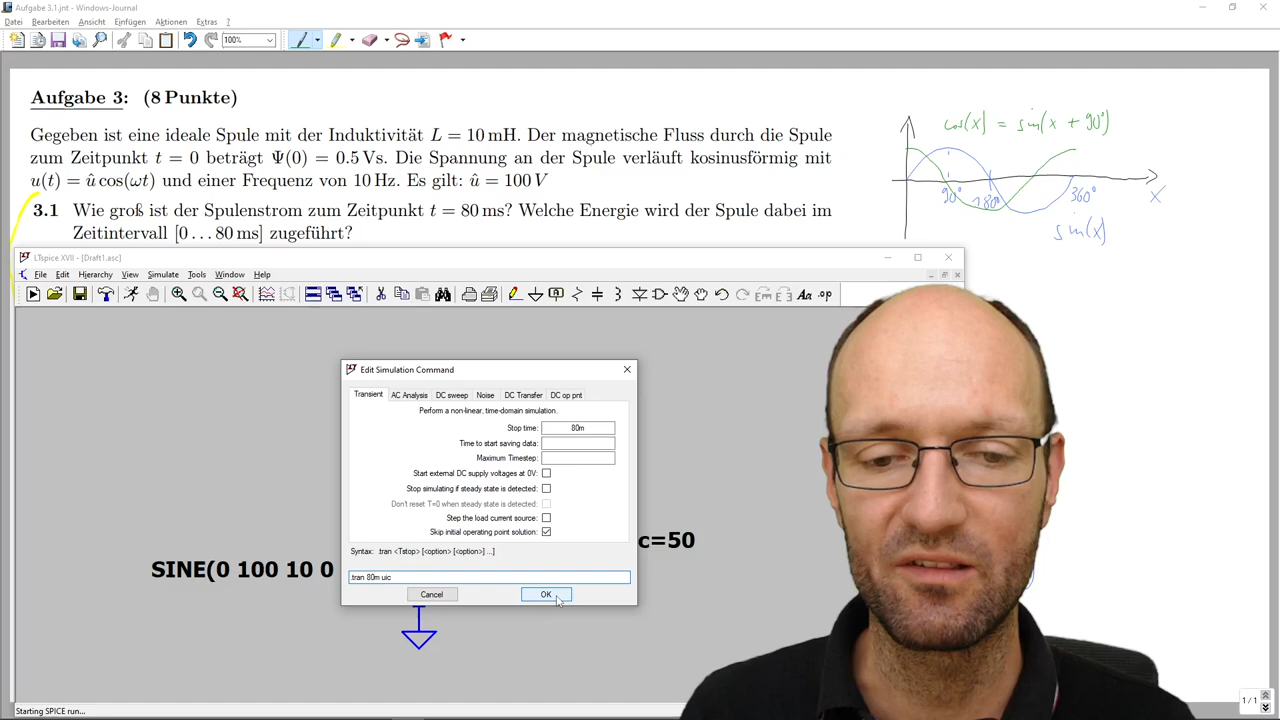 Aufgabe 3.1.jnt - Windows-Journal
Datei Bearbeiten Ansicht Einfügen Aktionen Extras ?
100%
Aufgabe 3: (8 Punkte)
Gegeben ist eine ideale Spule mit der Induktivität L = 10 mH. Der magnetische Fluss durch die Spule
zum Zeitpunkt t = 0 beträgt Ψ(0) = 0.5 Vs. Die Spannung an der Spule verläuft kosinusförmig mit
u(t) = û cos(ωt) und einer Frequenz von 10 Hz. Es gilt: û = 100 V
3.1 Wie groß ist der Spulenstrom zum Zeitpunkt t = 80 ms? Welche Energie wird der Spule dabei im
Zeitintervall [0 . . . 80 ms] zugeführt?
cos(x) = sin(x + 90°)
90° 180° 360° x
sin(x)
LTspice XVII - [Draft1.asc]
File Edit Hierarchy View Simulate Tools Window Help
Aa .op
Edit Simulation Command
Transient AC Analysis DC sweep Noise DC Transfer DC op pnt
Perform a non-linear, time-domain simulation.
Stop time: 80m
Time to start saving data:
Maximum Timestep:
Start external DC supply voltages at 0V:
Stop simulating if steady state is detected:
Don't reset T=0 when steady state is detected:
Step the load current source:
Skip initial operating point solution:
Syntax: .tran <Tstop> [<option> [<option>] ...]
.tran 80m uic
Cancel OK
SINE(0 100 10 0
c=50
Starting SPICE run...
1 / 1